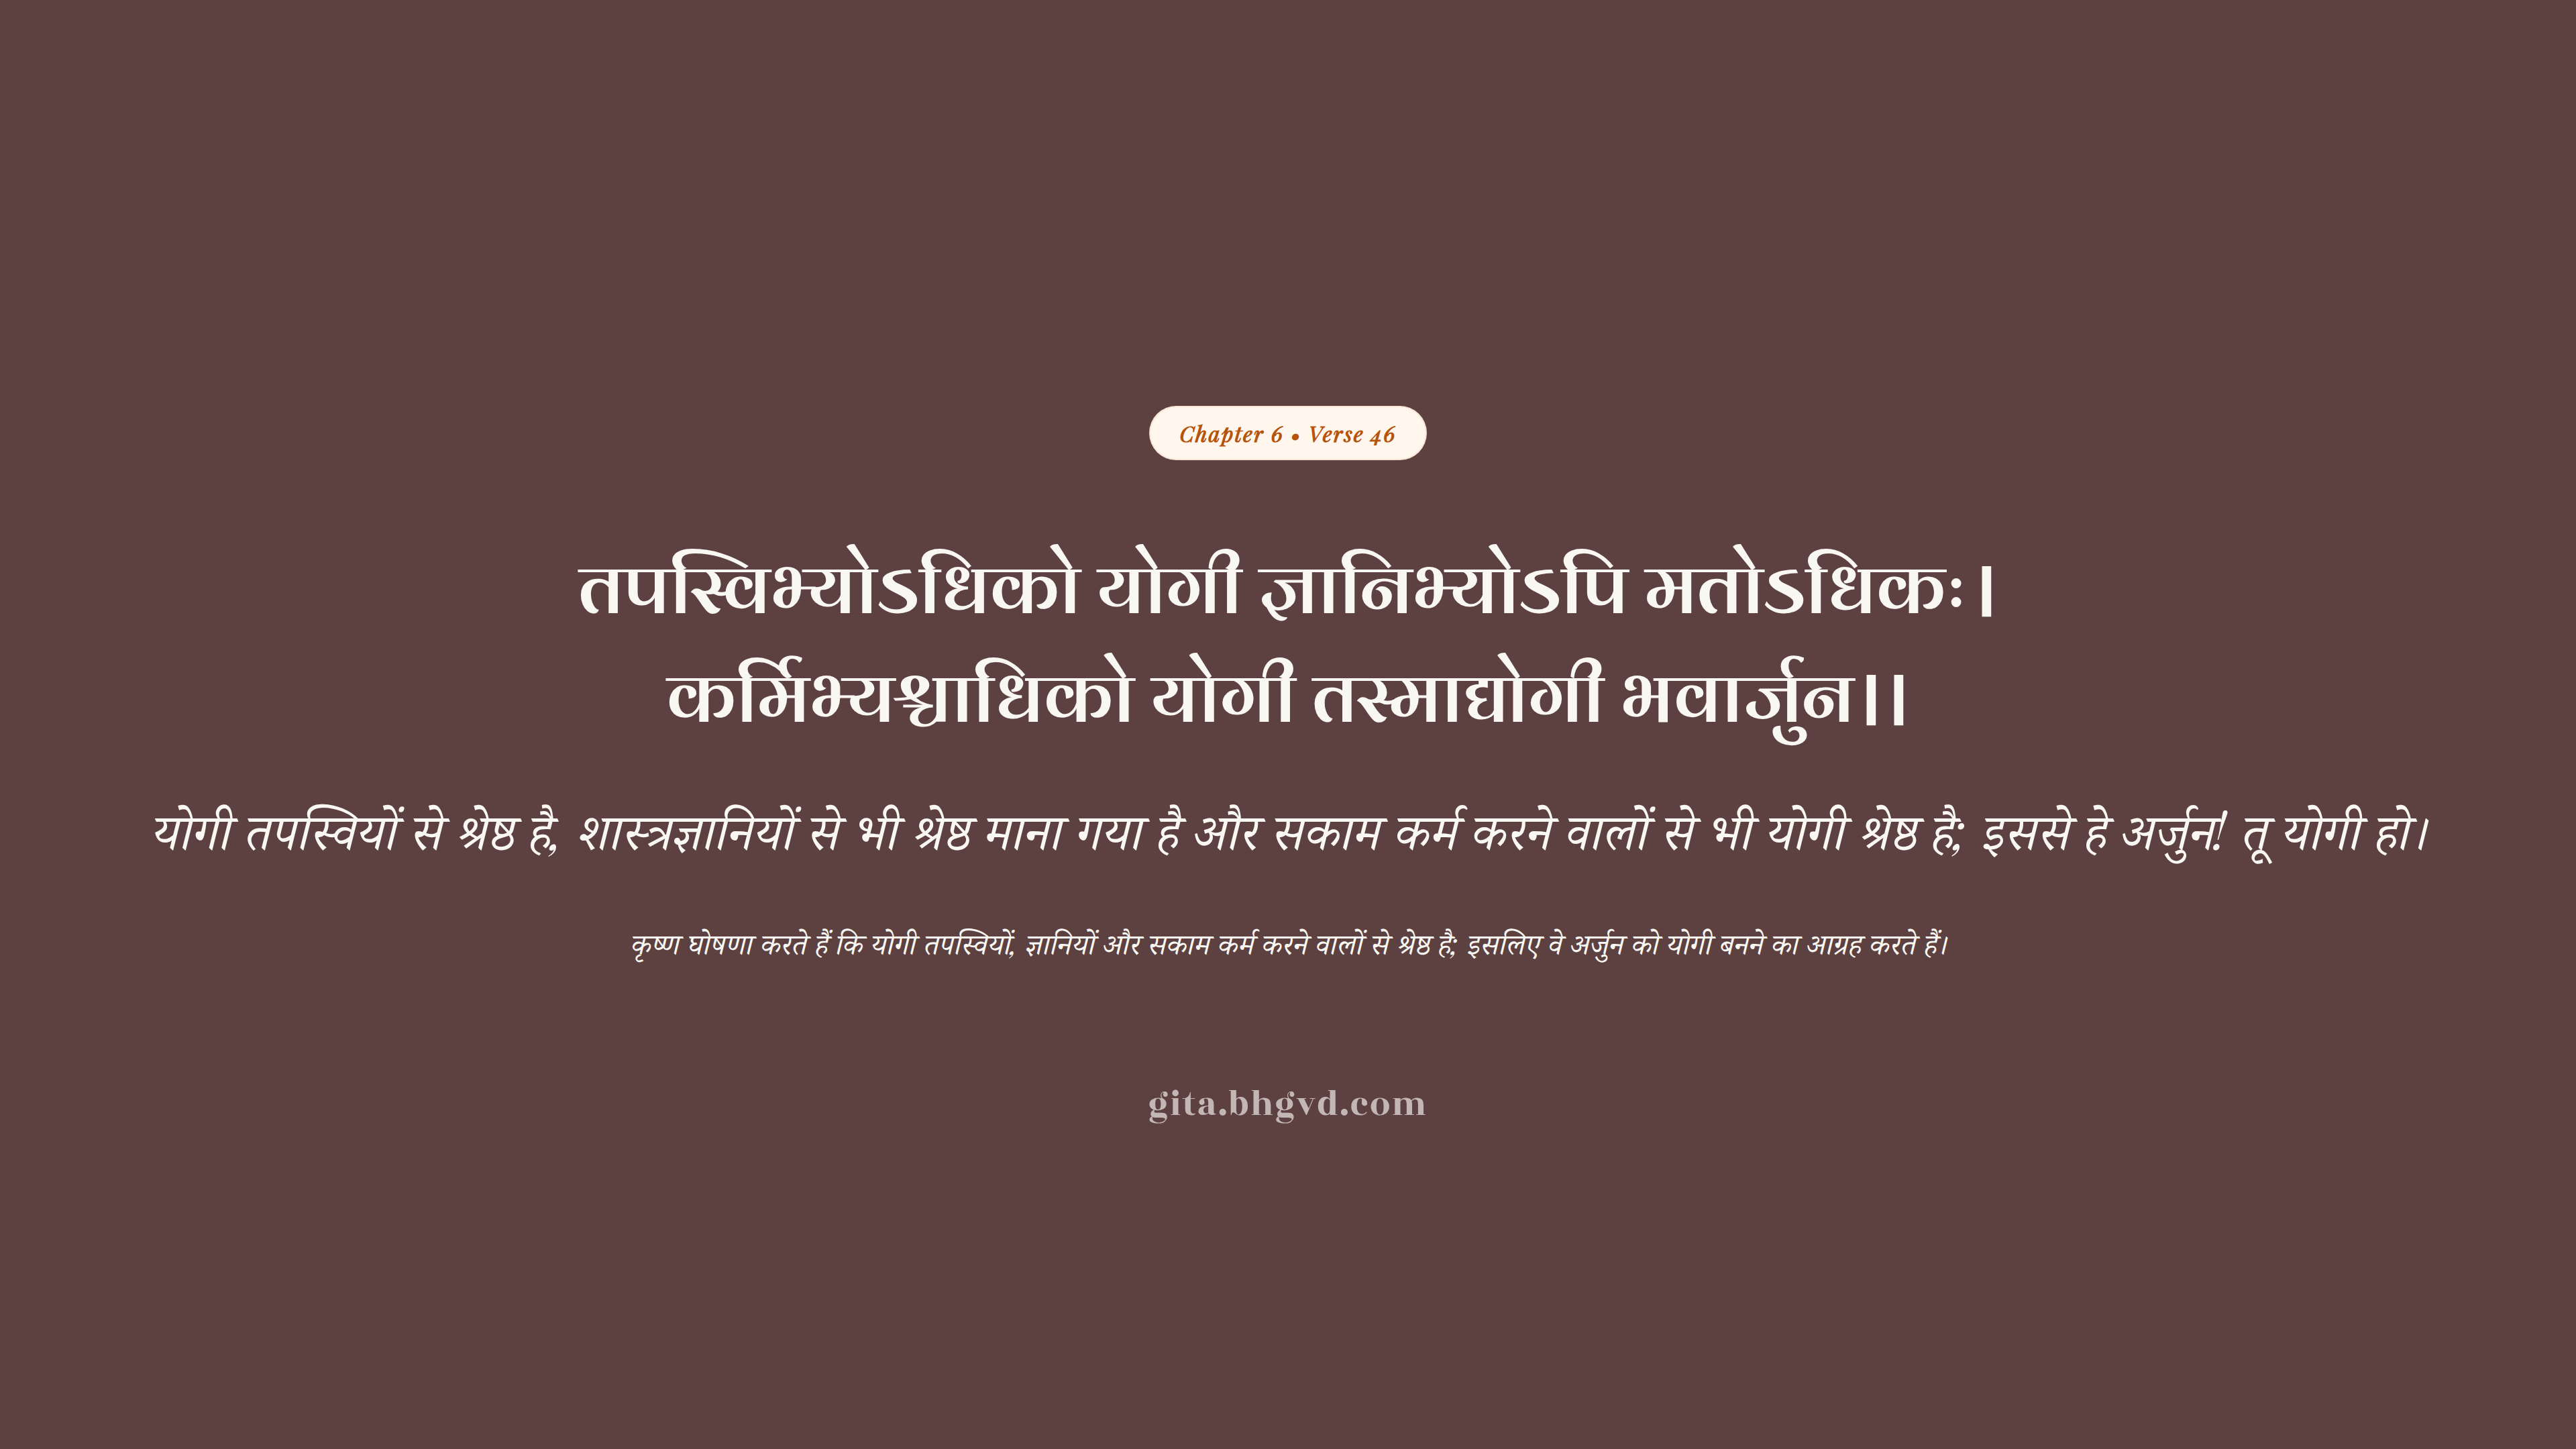 Chapter 6 • Verse 46
तपस्विभ्योऽधिको योगी ज्ञानिभ्योऽपि मतोऽधिकः।
कर्मिभ्यश्चाधिको योगी तस्माद्योगी भवार्जुन।।
योगी तपस्वियों से श्रेष्ठ है, शास्त्रज्ञानियों से भी श्रेष्ठ माना गया है और सकाम कर्म करने वालों से भी योगी श्रेष्ठ है; इससे हे अर्जुन! तू योगी हो।
कृष्ण घोषणा करते हैं कि योगी तपस्वियों, ज्ञानियों और सकाम कर्म करने वालों से श्रेष्ठ है; इसलिए वे अर्जुन को योगी बनने का आग्रह करते हैं।
gita.bhgvd.com